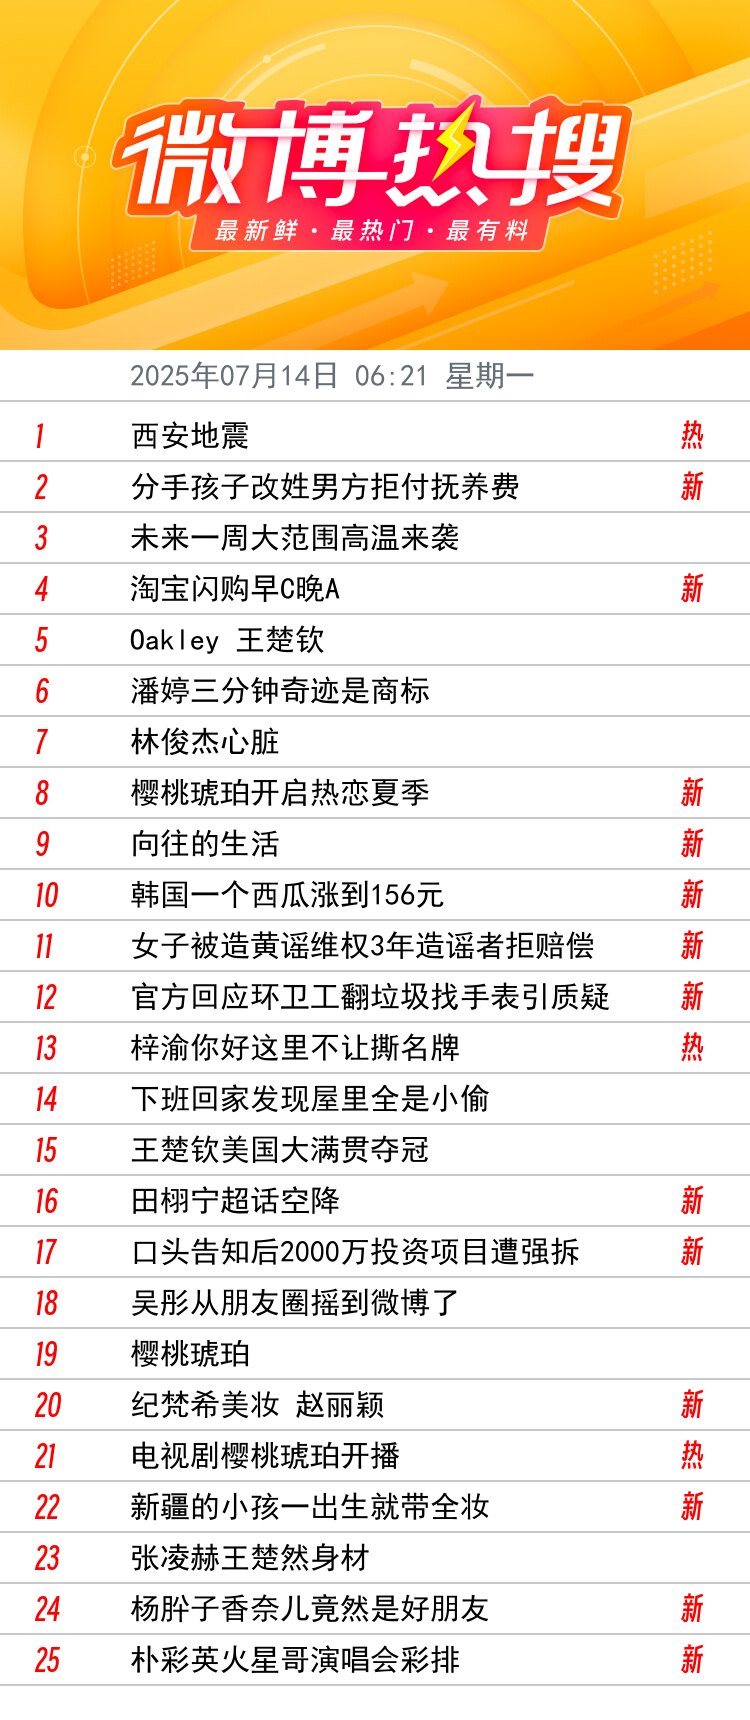 微博热搜
最新鲜·最热门·最有料
2025年07月14日 06:21 星期一
1 西安地震 热
2 分手孩子改姓男方拒付抚养费 新
3 未来一周大范围高温来袭
4 淘宝闪购早C晚A 新
5 Oakley 王楚钦
6 潘婷三分钟奇迹是商标
7 林俊杰心脏
8 樱桃琥珀开启热恋夏季 新
9 向往的生活 新
10 韩国一个西瓜涨到156元 新
11 女子被造黄谣维权3年造谣者拒赔偿 新
12 官方回应环卫工翻垃圾找手表引质疑 新
13 梓渝你好这里不让撕名牌 热
14 下班回家发现屋里全是小偷
15 王楚钦美国大满贯夺冠
16 田栩宁超话空降 新
17 口头告知后2000万投资项目遭强拆 新
18 吴彤从朋友圈摇到微博了
19 樱桃琥珀
20 纪梵希美妆 赵丽颖 新
21 电视剧樱桃琥珀开播 热
22 新疆的小孩一出生就带全妆 新
23 张凌赫王楚然身材
24 杨肸子香奈儿竟然是好朋友 新
25 朴彩英火星哥演唱会彩排 新